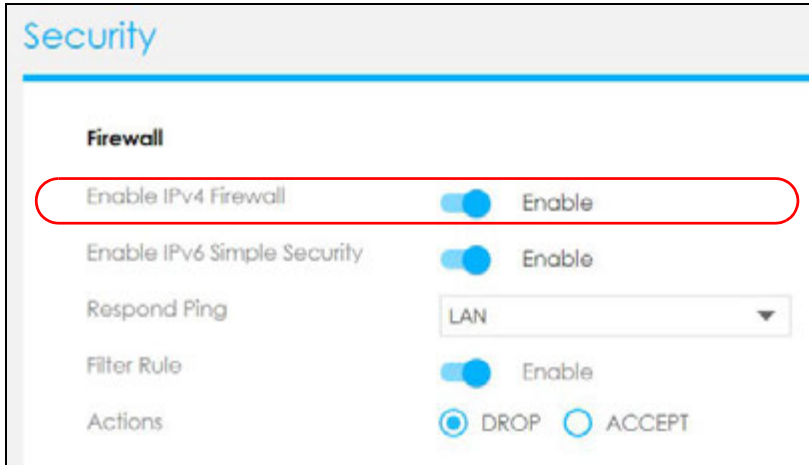 Security
Firewall
Enable IPv4 Firewall Enable
Enable IPv6 Simple Security Enable
Respond Ping LAN
Filter Rule Enable
Actions DROP ACCEPT